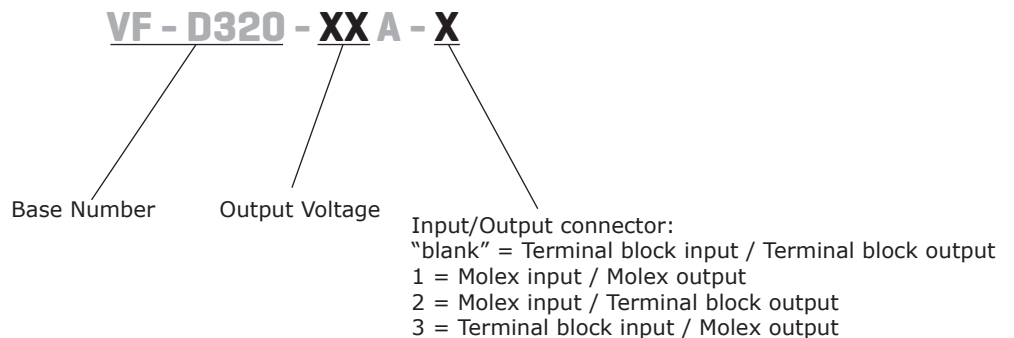 VF - D320 - XX A - X
Base Number
Output Voltage
Input/Output connector:
“blank” = Terminal block input / Terminal block output
1 = Molex input / Molex output
2 = Molex input / Terminal block output
3 = Terminal block input / Molex output